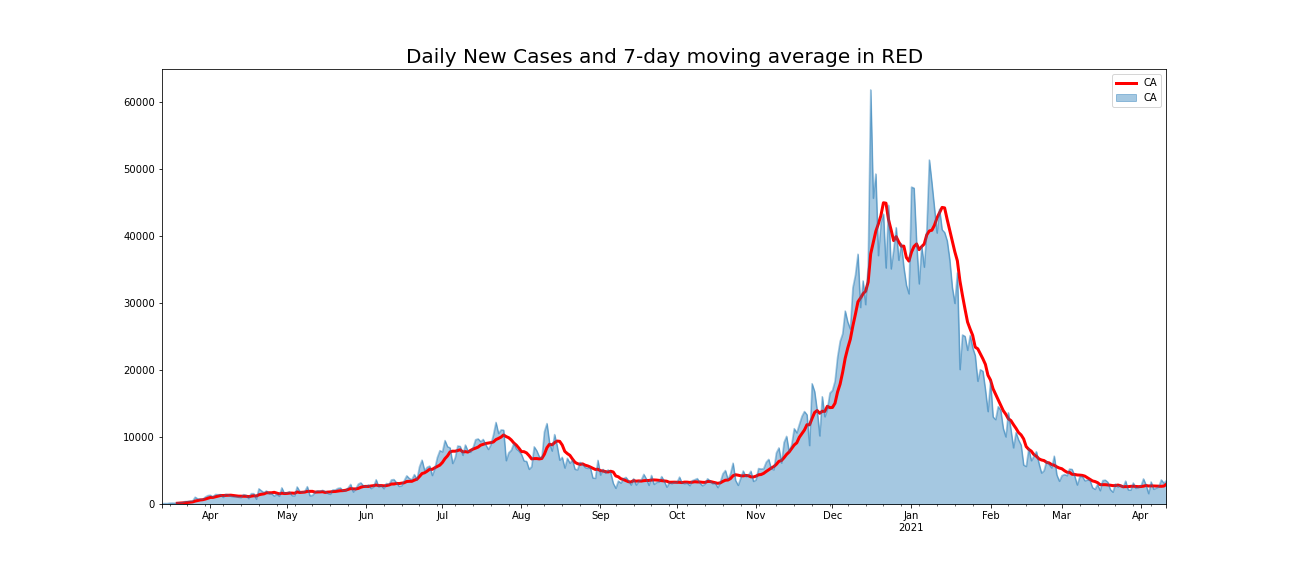 Daily New Cases and 7-day moving average in RED
CA
CA
60000
50000
40000
30000
20000
10000
0
Apr May Jun Jul Aug Sep Oct Nov Dec Jan Feb Mar Apr
2021